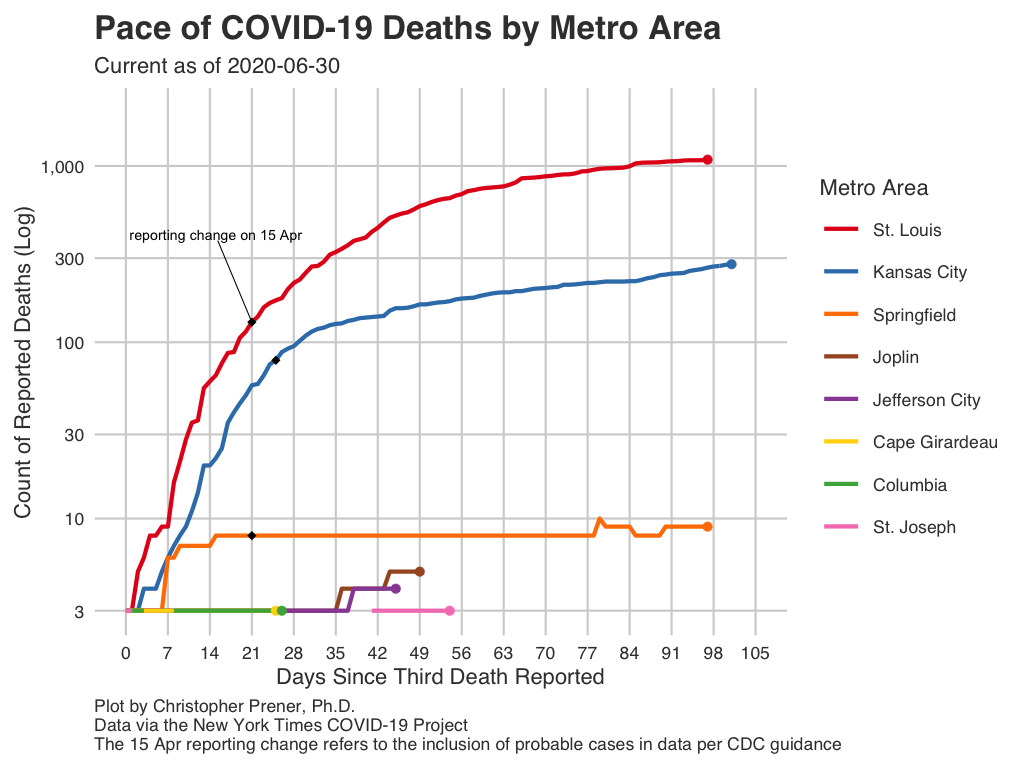 Pace of COVID-19 Deaths by Metro Area
Current as of 2020-06-30
Count of Reported Deaths (Log)
1,000
300
100
30
10
3
reporting change on 15 Apr
0 7 14 21 28 35 42 49 56 63 70 77 84 91 98 105
Days Since Third Death Reported
Metro Area
St. Louis
Kansas City
Springfield
Joplin
Jefferson City
Cape Girardeau
Columbia
St. Joseph
Plot by Christopher Prener, Ph.D.
Data via the New York Times COVID-19 Project
The 15 Apr reporting change refers to the inclusion of probable cases in data per CDC guidance